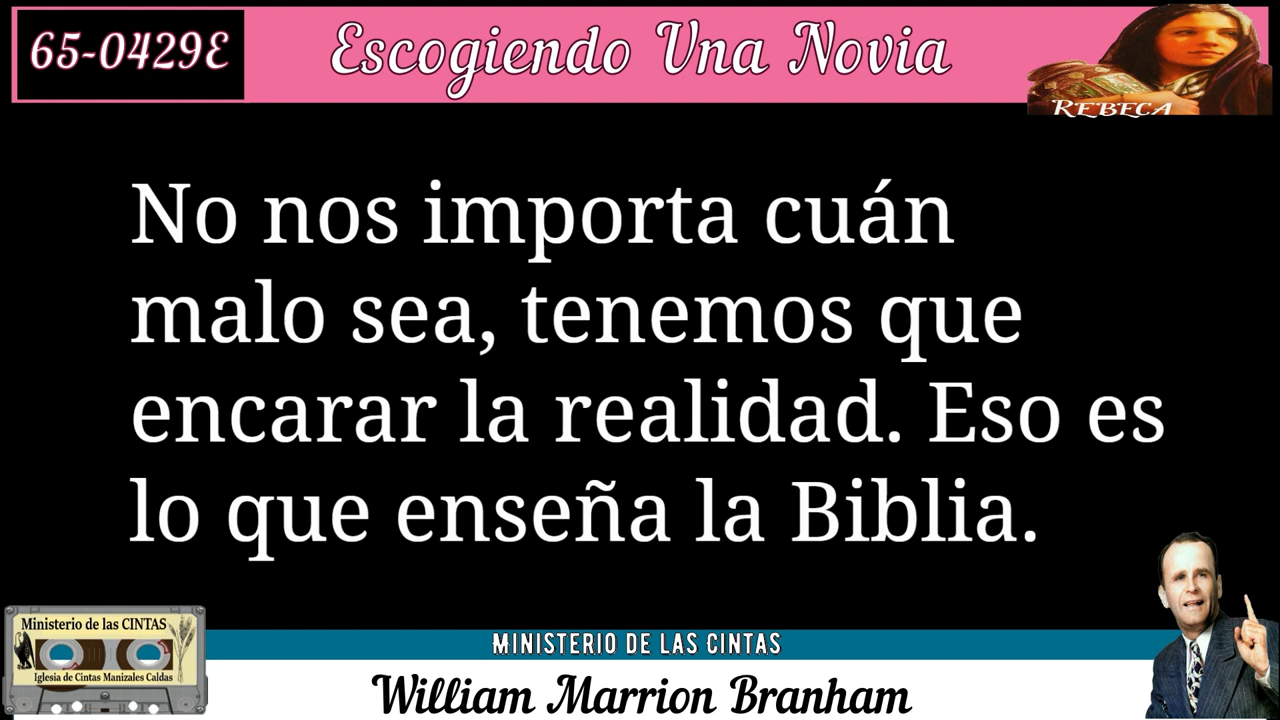 65-0429E
Escogiendo Una Novia
REBECA
No nos importa cuán
malo sea, tenemos que
encarar la realidad. Eso es
lo que enseña la Biblia.
Ministerio de las CINTAS
Iglesia de Cintas Manizales Caldas
MINISTERIO DE LAS CINTAS
William Marrion Branham